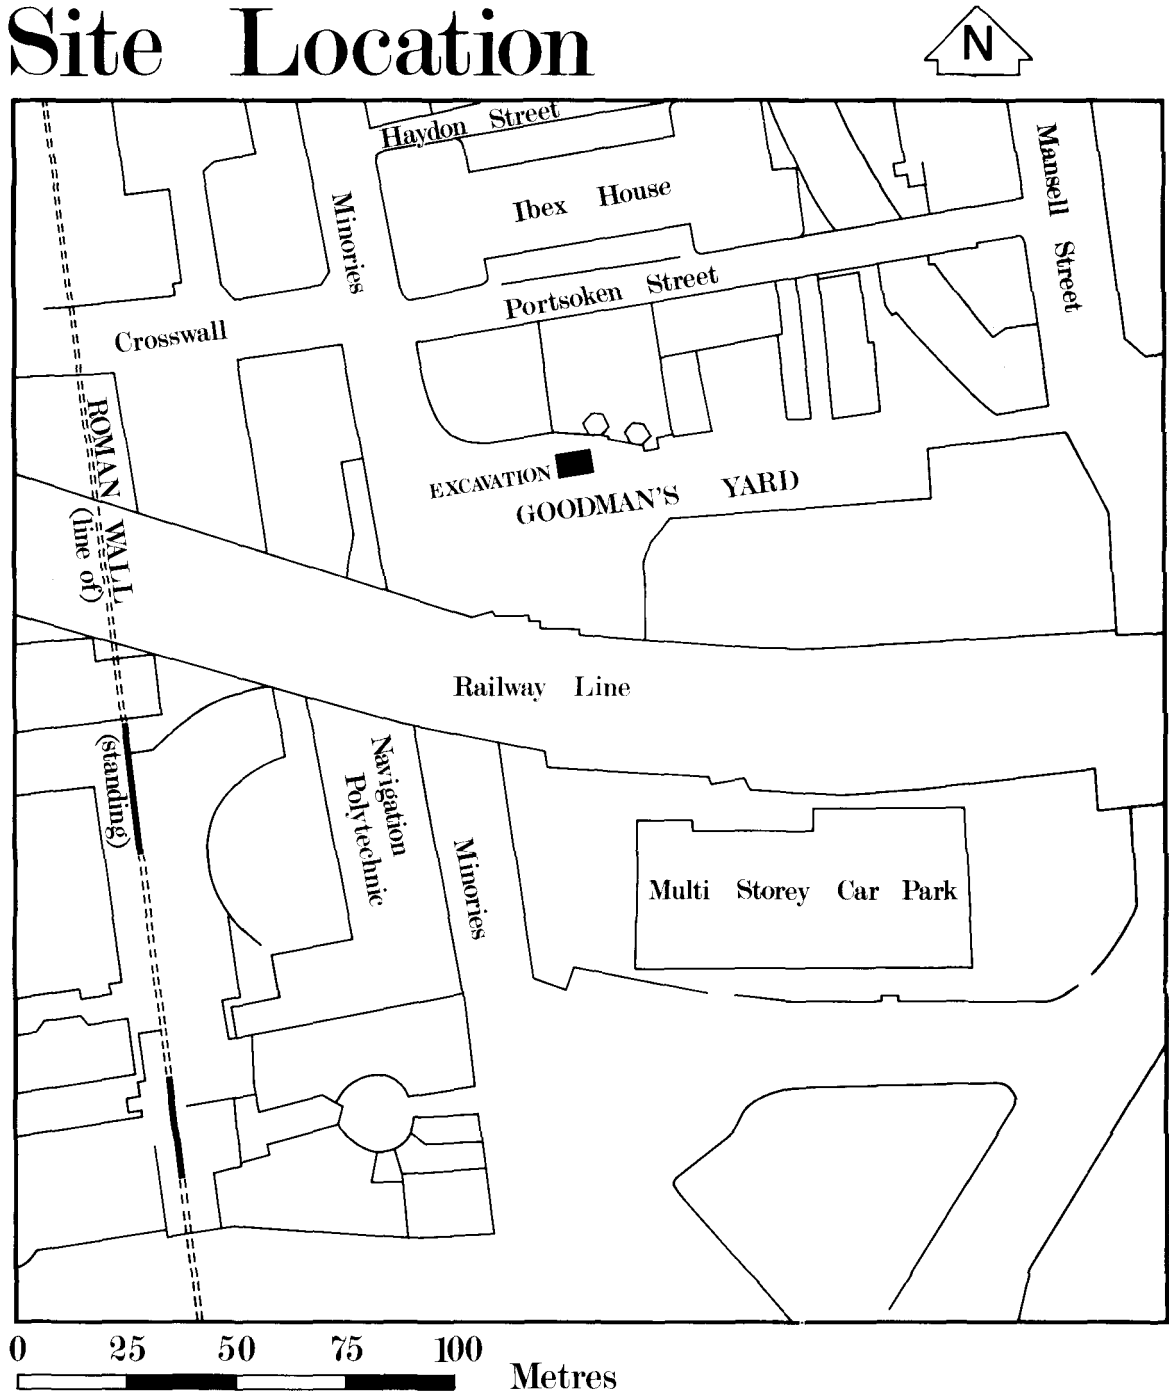 Site Location
N
Haydon Street
Ibex House
Minories
Mansell Street
Portsoken Street
Crosswall
ROMAN WALL
(line of)
EXCAVATION
GOODMAN'S YARD
Railway Line
(standing)
Navigation
Polytechnic
Minories
Multi Storey Car Park
0 25 50 75 100
Metres